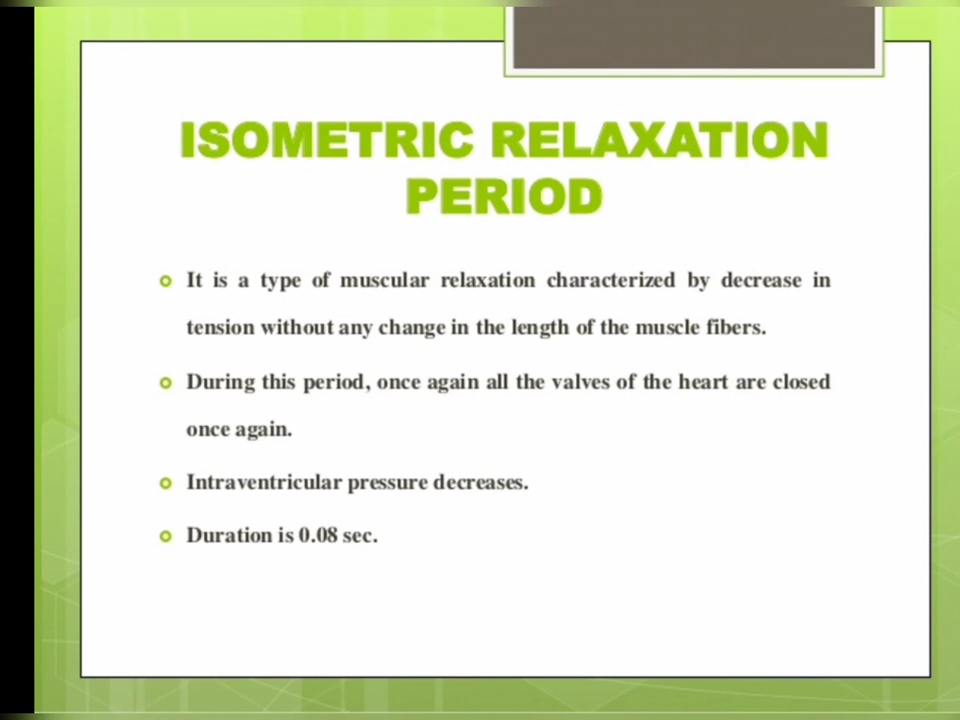 ISOMETRIC RELAXATION
PERIOD
It is a type of muscular relaxation characterized by decrease in
tension without any change in the length of the muscle fibers.
During this period, once again all the valves of the heart are closed
once again.
Intraventricular pressure decreases.
Duration is 0.08 sec.